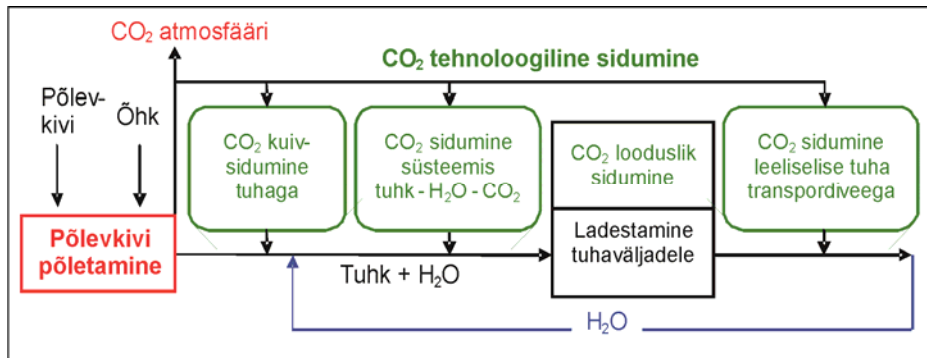 CO₂ atmosfääri
CO₂ tehnoloogiline sidumine
Põlev-
kivi
Õhk
CO₂ kuiv-
sidumine
tuhaga
CO₂ sidumine
süsteemis
tuhk - H₂O - CO₂
CO₂ looduslik
sidumine
CO₂ sidumine
leeliselise tuha
transpordiveega
Põlevkivi
põletamine
Ladestamine
tuhaväljadele
Tuhk + H₂O
H₂O